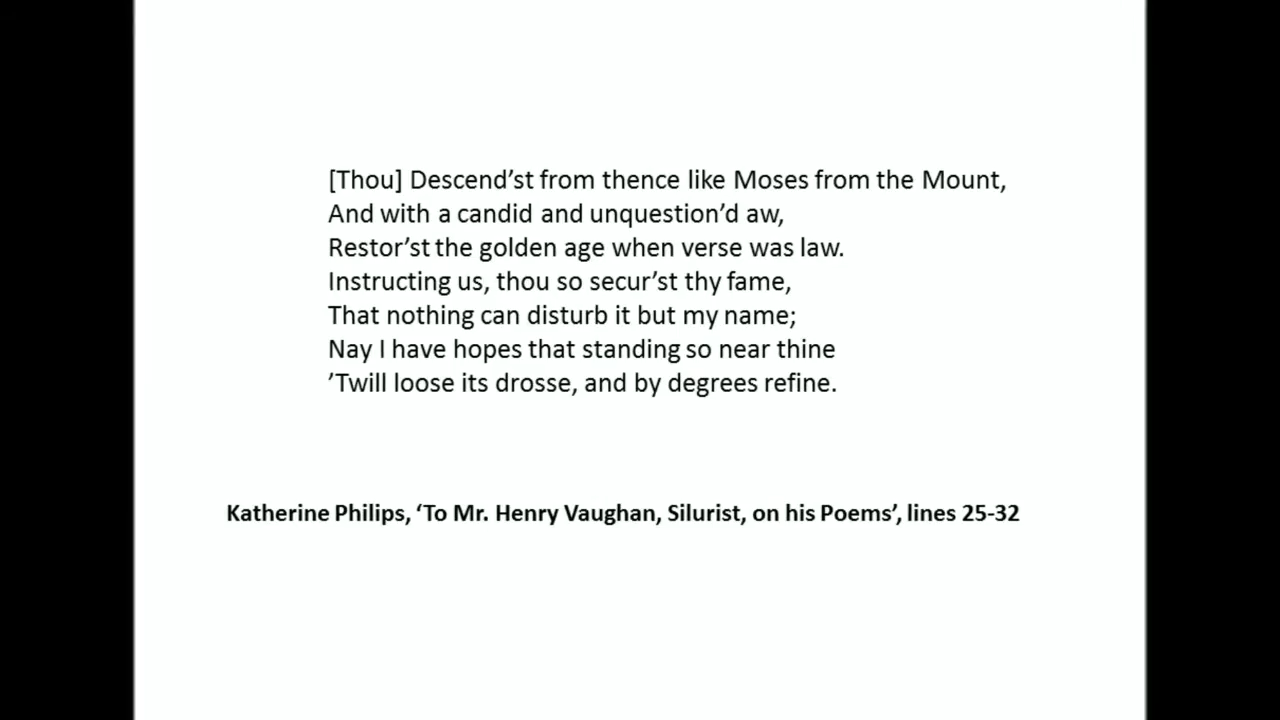 [Thou] Descend’st from thence like Moses from the Mount,
And with a candid and unquestion’d aw,
Restor’st the golden age when verse was law.
Instructing us, thou so secur’st thy fame,
That nothing can disturb it but my name;
Nay I have hopes that standing so near thine
’Twill loose its drosse, and by degrees refine.
Katherine Philips, ‘To Mr. Henry Vaughan, Silurist, on his Poems’, lines 25-32